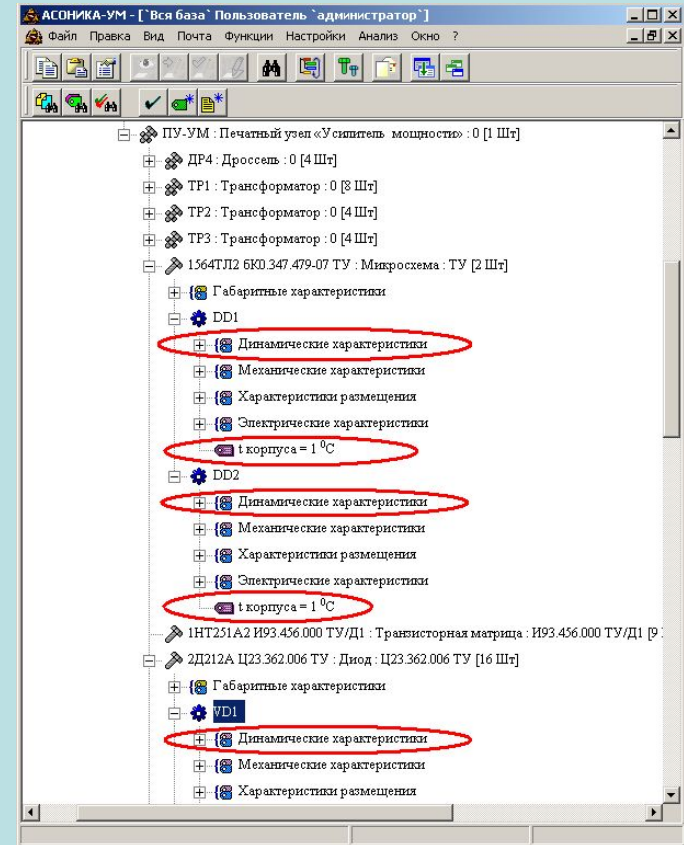 АСОНИКА-УМ - [`Вся база` Пользователь `администратор`]
Файл Правка Вид Почта Функции Настройки Анализ Окно ?
ПУ-УМ : Печатный узел «Усилитель мощности» : 0 [1 Шт]
ДР4 : Дроссель : 0 [4 Шт]
ТР1 : Трансформатор : 0 [8 Шт]
ТР2 : Трансформатор : 0 [4 Шт]
ТР3 : Трансформатор : 0 [4 Шт]
1564ТЛ2 6К0.347.479-07 ТУ : Микросхема : ТУ [2 Шт]
Габаритные характеристики
DD1
Динамические характеристики
Механические характеристики
Характеристики размещения
Электрические характеристики
t корпуса = 1 ⁰C
DD2
Динамические характеристики
Механические характеристики
Характеристики размещения
Электрические характеристики
t корпуса = 1 ⁰C
1НТ251А2 И93.456.000 ТУ/Д1 : Транзисторная матрица : И93.456.000 ТУ/Д1 [9
2Д212А Ц23.362.006 ТУ : Диод : Ц23.362.006 ТУ [16 Шт]
Габаритные характеристики
VD1
Динамические характеристики
Механические характеристики
Характеристики размещения